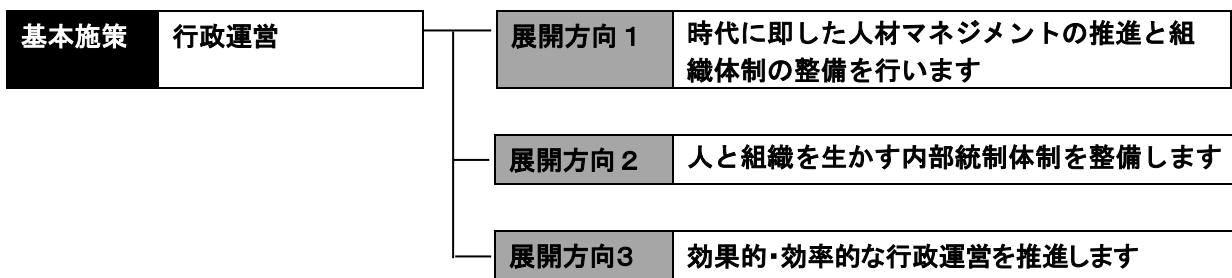 基本施策 行政運営
展開方向1 時代に即した人材マネジメントの推進と組
織体制の整備を行います
展開方向2 人と組織を生かす内部統制体制を整備します
展開方向3 効果的・効率的な行政運営を推進します